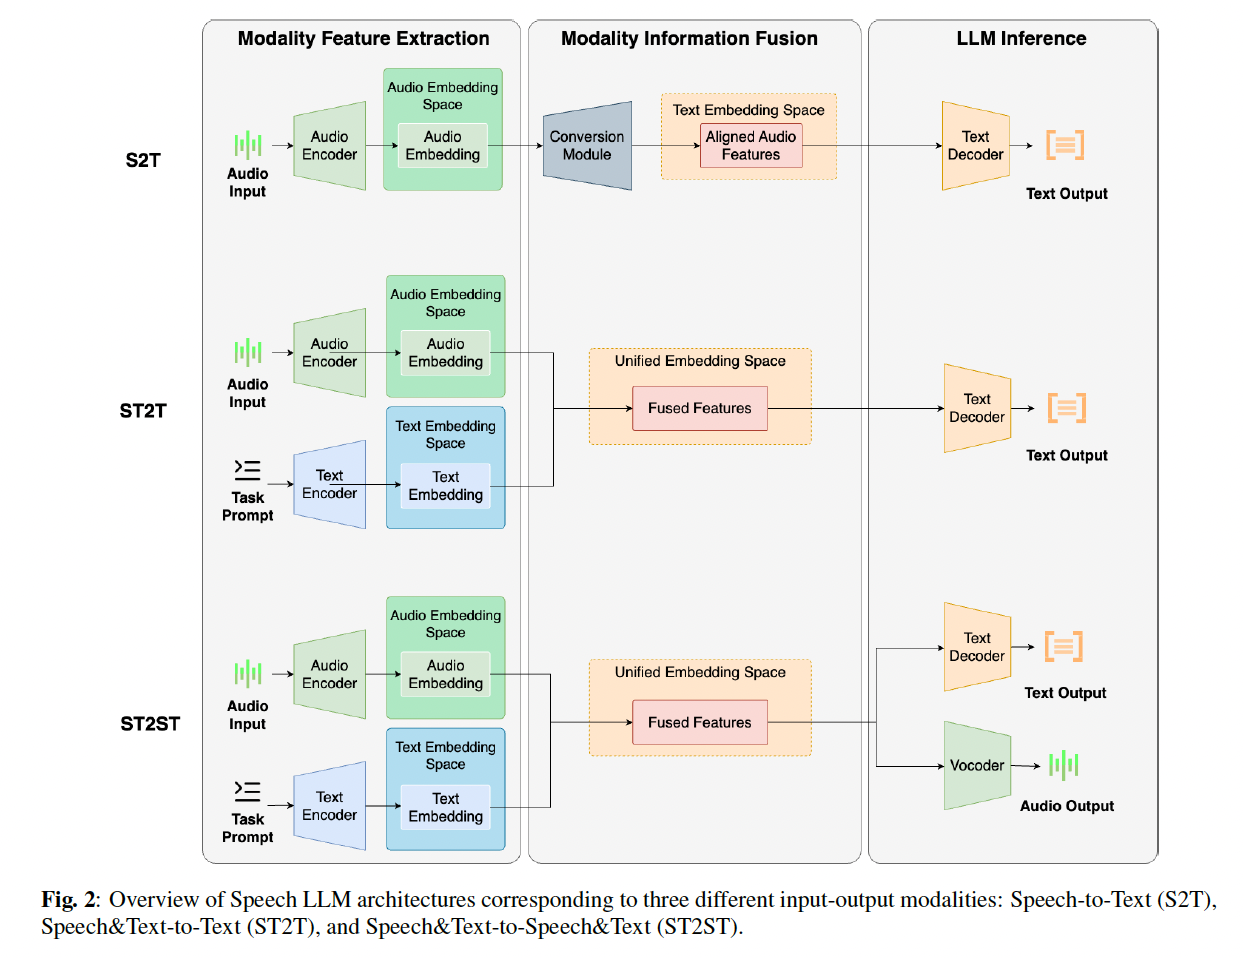 Modality Feature Extraction
Modality Information Fusion
LLM Inference
S2T
Audio
Input
Audio
Encoder
Audio Embedding
Space
Audio
Embedding
Conversion
Module
Text Embedding Space
Aligned Audio
Features
Text
Decoder
Text Output
ST2T
Audio
Input
Audio
Encoder
Audio Embedding
Space
Audio
Embedding
Task
Prompt
Text
Encoder
Text Embedding
Space
Text
Embedding
Unified Embedding Space
Fused Features
Text
Decoder
Text Output
ST2ST
Audio
Input
Audio
Encoder
Audio Embedding
Space
Audio
Embedding
Task
Prompt
Text
Encoder
Text Embedding
Space
Text
Embedding
Unified Embedding Space
Fused Features
Text
Decoder
Text Output
Vocoder
Audio Output
Fig. 2: Overview of Speech LLM architectures corresponding to three different input-output modalities: Speech-to-Text (S2T),
Speech&Text-to-Text (ST2T), and Speech&Text-to-Speech&Text (ST2ST).